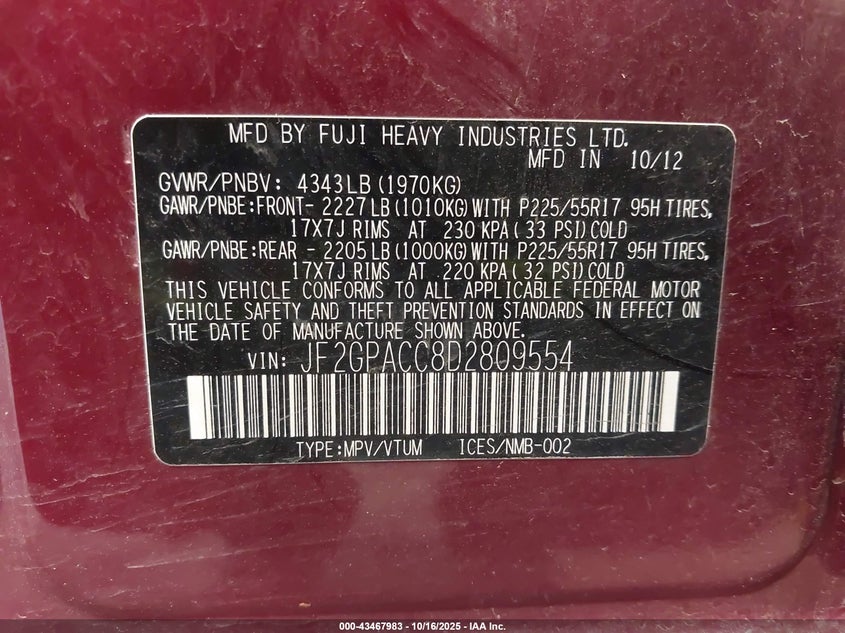 MFD BY FUJI HEAVY INDUSTRIES LTD.
MFD IN 10/12
GVWR/PNBV: 4343LB(1970KG)
GAWR/PNBE:FRONT- 2227LB(1010KG)WITH P225/55R17 95H TIRES,
17X7J RIMS AT 230 KPA(33 PSI)COLD
GAWR/PNBE:REAR - 2205LB(1000KG)WITH P225/55R17 95H TIRES,
17X7J RIMS AT 220 KPA(32 PSI)COLD
THIS VEHICLE CONFORMS TO ALL APPLICABLE FEDERAL MOTOR
VEHICLE SAFETY AND THEFT PREVENTION STANDARDS IN EFFECT ON
THE DATE OF MANUFACTURE SHOWN ABOVE.
VIN: JF2GPACC8D2809554
TYPE:MPV/VTUM ICES/NMB-002
000-43467983 - 10/16/2025 - IAA Inc.